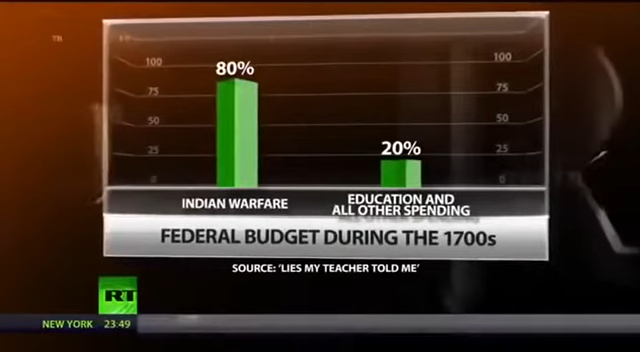 80%
100
100
75
75
20%
50
50
25
25
0
0
INDIAN WARFARE
EDUCATION AND
ALL OTHER SPENDING
FEDERAL BUDGET DURING THE 1700s
SOURCE: 'LIES MY TEACHER TOLD ME'
RT
NEW YORK 23:49